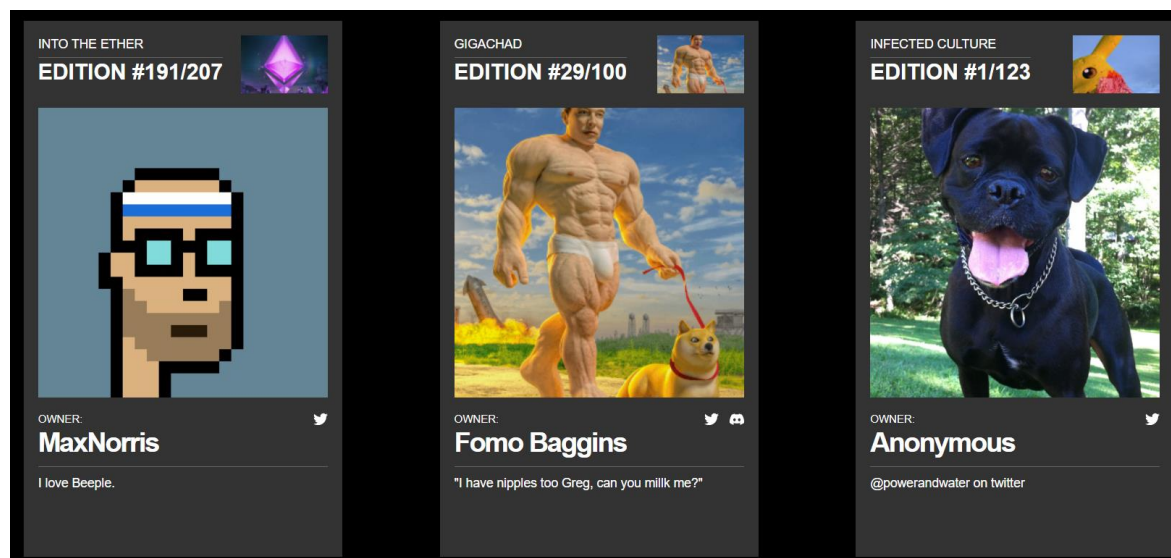 INTO THE ETHER
EDITION #191/207
OWNER:
MaxNorris
I love Beeple.
GIGACHAD
EDITION #29/100
OWNER:
Fomo Baggins
"I have nipples too Greg, can you millk me?"
INFECTED CULTURE
EDITION #1/123
OWNER:
Anonymous
@powerandwater on twitter